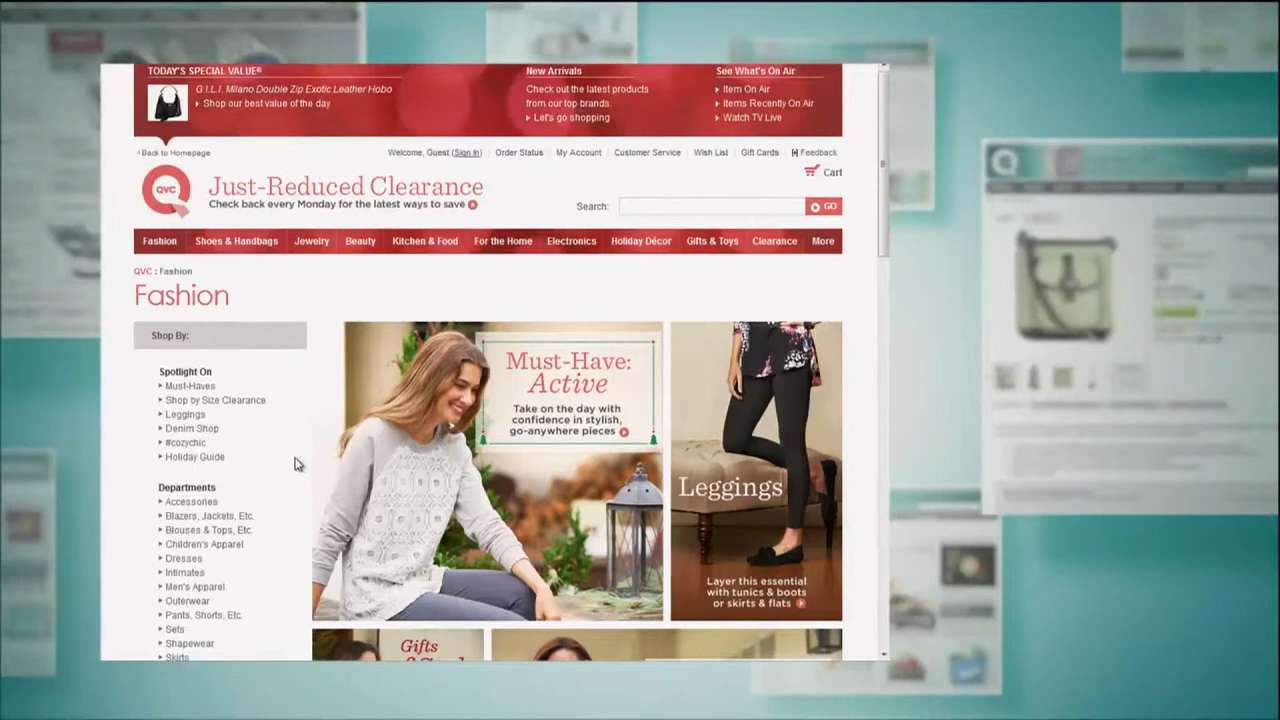 TODAY'S SPECIAL VALUE®
G.I.L.I. Milano Double Zip Exotic Leather Hobo
Shop our best value of the day
New Arrivals
Check out the latest products
from our top brands.
Let's go shopping
See What's On Air
Item On Air
Items Recently On Air
Watch TV Live
Back to Homepage
Welcome, Guest (Sign In)
Order Status
My Account
Customer Service
Wish List
Gift Cards
[+] Feedback
QVC
Just-Reduced Clearance
Check back every Monday for the latest ways to save
Cart
Search:
GO
Fashion
Shoes & Handbags
Jewelry
Beauty
Kitchen & Food
For the Home
Electronics
Holiday Décor
Gifts & Toys
Clearance
More
QVC : Fashion
Fashion
Shop By:
Spotlight On
Must-Haves
Shop by Size Clearance
Leggings
Denim Shop
#cozychic
Holiday Guide
Departments
Accessories
Blazers, Jackets, Etc.
Blouses & Tops, Etc.
Children's Apparel
Dresses
Intimates
Men's Apparel
Outerwear
Pants, Shorts, Etc.
Sets
Shapewear
Skirts
Must-Have:
Active
Take on the day with
confidence in stylish,
go-anywhere pieces
Leggings
Layer this essential
with tunics & boots
or skirts & flats
Gifts